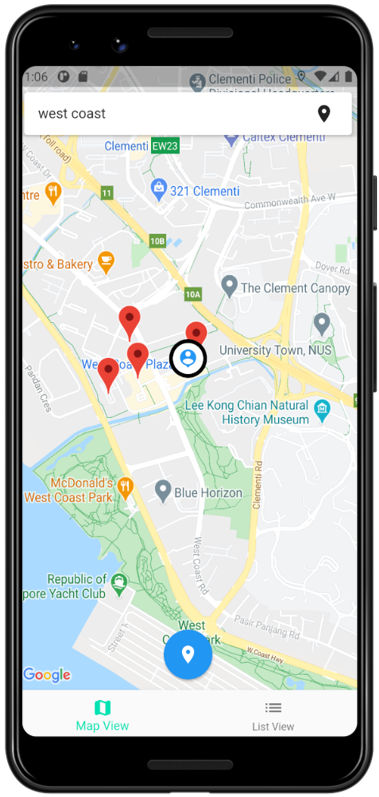 1:06
Clementi Police
Divisional Headquarters
west coast
(Toll road)
Clementi EW23
Caltex Clementi
321 Clementi
Commonwealth Ave W
ntre
11
10B
stro & Bakery
Dover Rd
10A
The Clement Canopy
University Town, NUS
West Coast Plaza
Pandan Cres
Lee Kong Chian Natural
History Museum
McDonald's
West Coast Park
Blue Horizon
Clementi Rd
West Coast Rd
Republic of
pore Yacht Club
Street
West
Pasir Panjang Rd
W.Coast Hwy
Google
Map View
List View